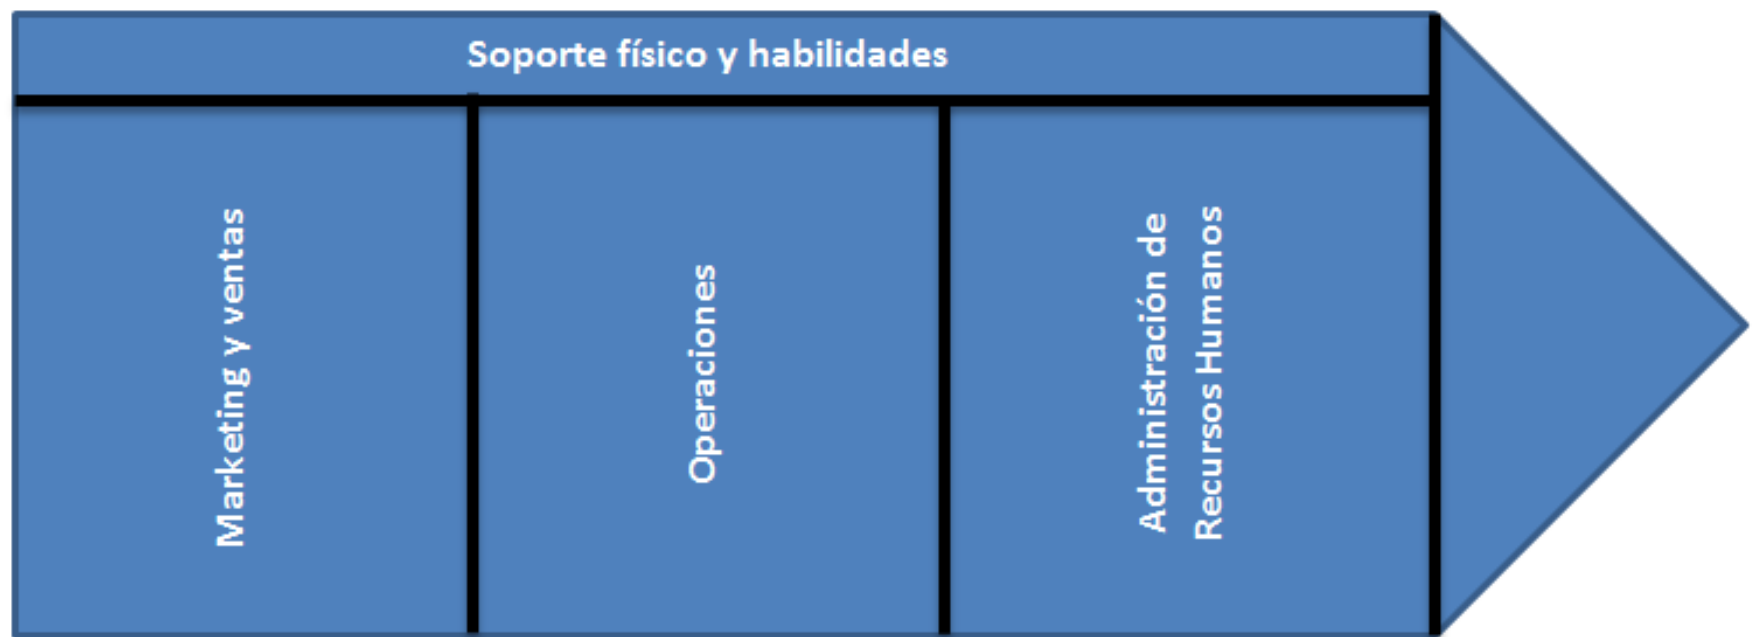 Soporte físico y habilidades
Marketing y ventas
Operaciones
Administración de
Recursos Humanos